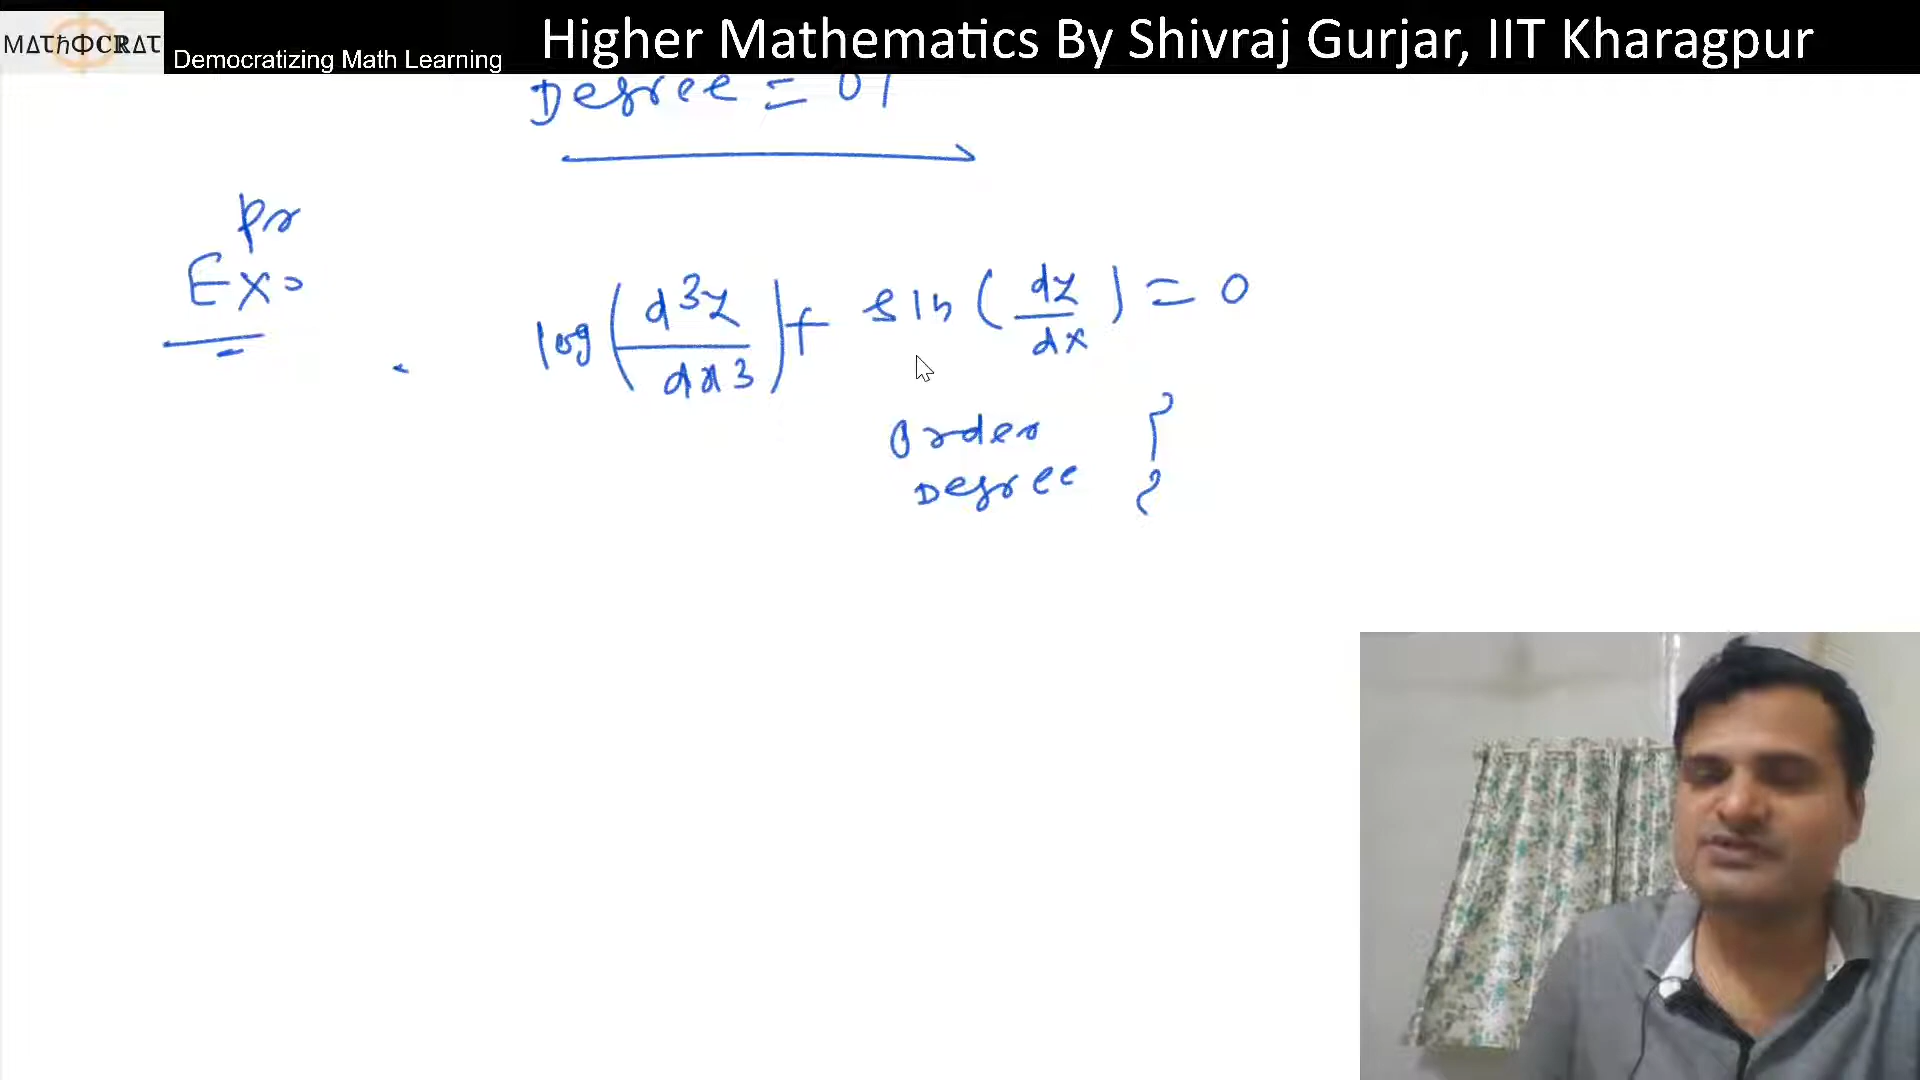 MΔTℏΦCRΔT
Democratizing Math Learning
Higher Mathematics By Shivraj Gurjar, IIT Kharagpur
Degree = 01
pr
Ex
log(d³y/dx³) + sin(dy/dx) = 0
Order
Degree